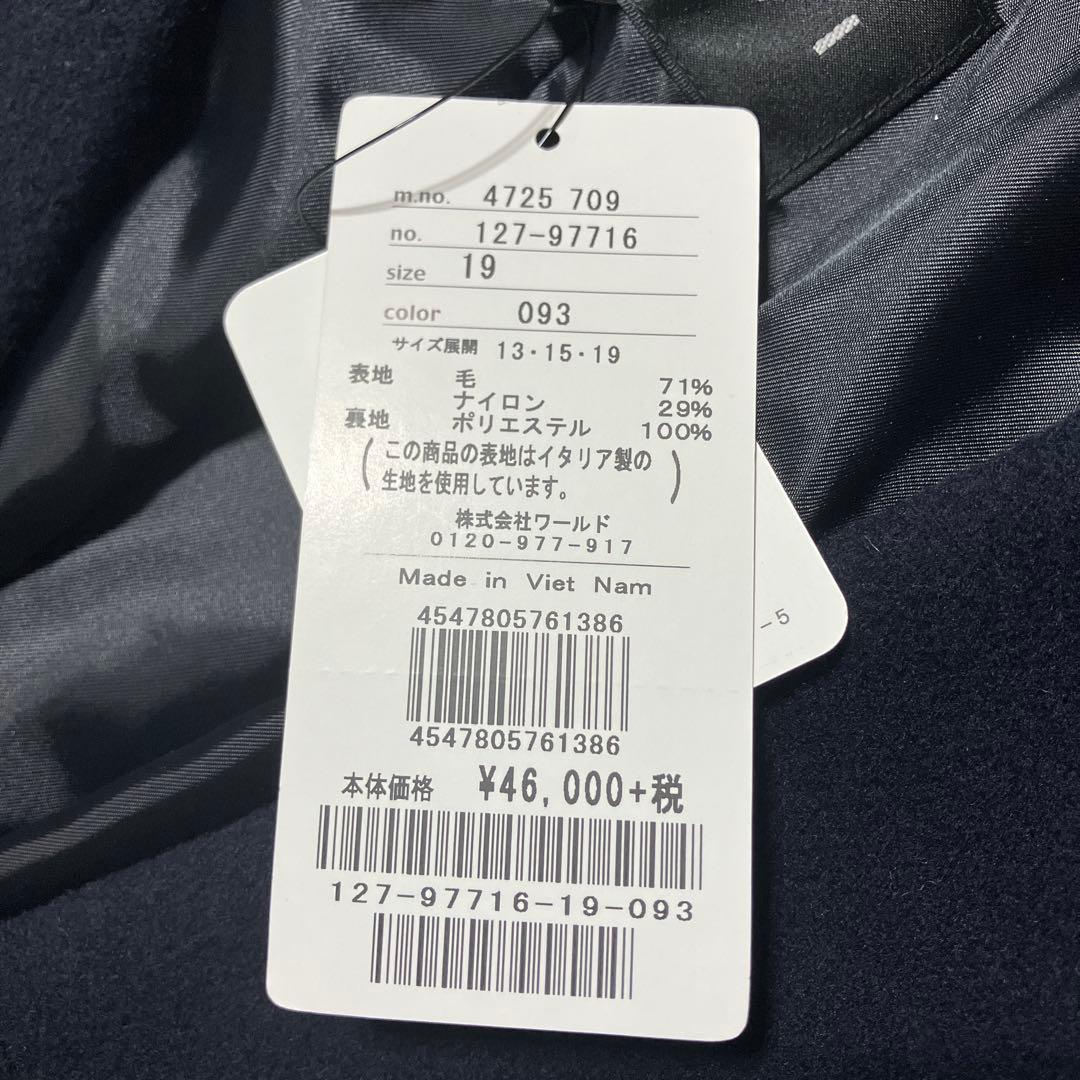 m.no. 4725 709
no. 127-97716
size 19
color 093
サイズ展開 13・15・19
表地 毛 71%
ナイロン 29%
裏地 ポリエステル 100%
(この商品の表地はイタリア製の
生地を使用しています。)
株式会社ワールド
0120-977-917
Made in Viet Nam
4547805761386
4547805761386
-5
本体価格 ¥46,000+税
127-97716-19-093